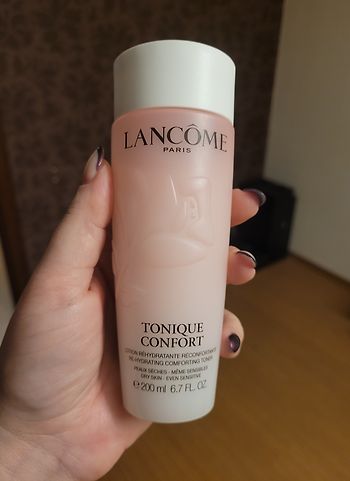 LANCÔME
PARIS
TONIQUE
CONFORT
LOTION RÉHYDRATANTE RÉCONFORTANTE
RE-HYDRATING COMFORTING TONER
PEAUX SÈCHES - MÊME SENSIBLES
DRY SKIN - EVEN SENSITIVE
℮ 200 ml 6.7 FL. OZ.